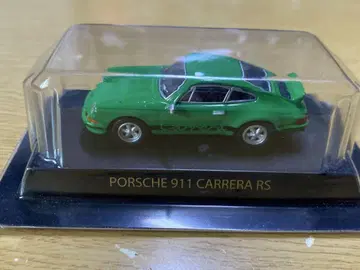 PORSCHE 911 CARRERA RS